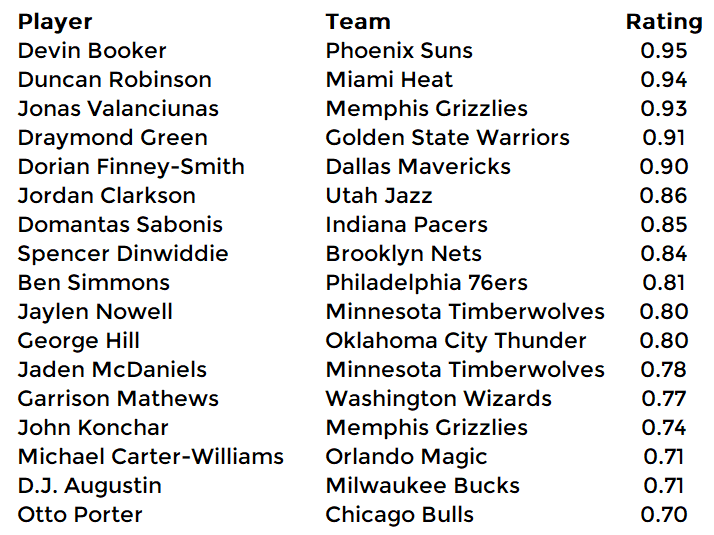 Player Team Rating
Devin Booker Phoenix Suns 0.95
Duncan Robinson Miami Heat 0.94
Jonas Valanciunas Memphis Grizzlies 0.93
Draymond Green Golden State Warriors 0.91
Dorian Finney-Smith Dallas Mavericks 0.90
Jordan Clarkson Utah Jazz 0.86
Domantas Sabonis Indiana Pacers 0.85
Spencer Dinwiddie Brooklyn Nets 0.84
Ben Simmons Philadelphia 76ers 0.81
Jaylen Nowell Minnesota Timberwolves 0.80
George Hill Oklahoma City Thunder 0.80
Jaden McDaniels Minnesota Timberwolves 0.78
Garrison Mathews Washington Wizards 0.77
John Konchar Memphis Grizzlies 0.74
Michael Carter-Williams Orlando Magic 0.71
D.J. Augustin Milwaukee Bucks 0.71
Otto Porter Chicago Bulls 0.70